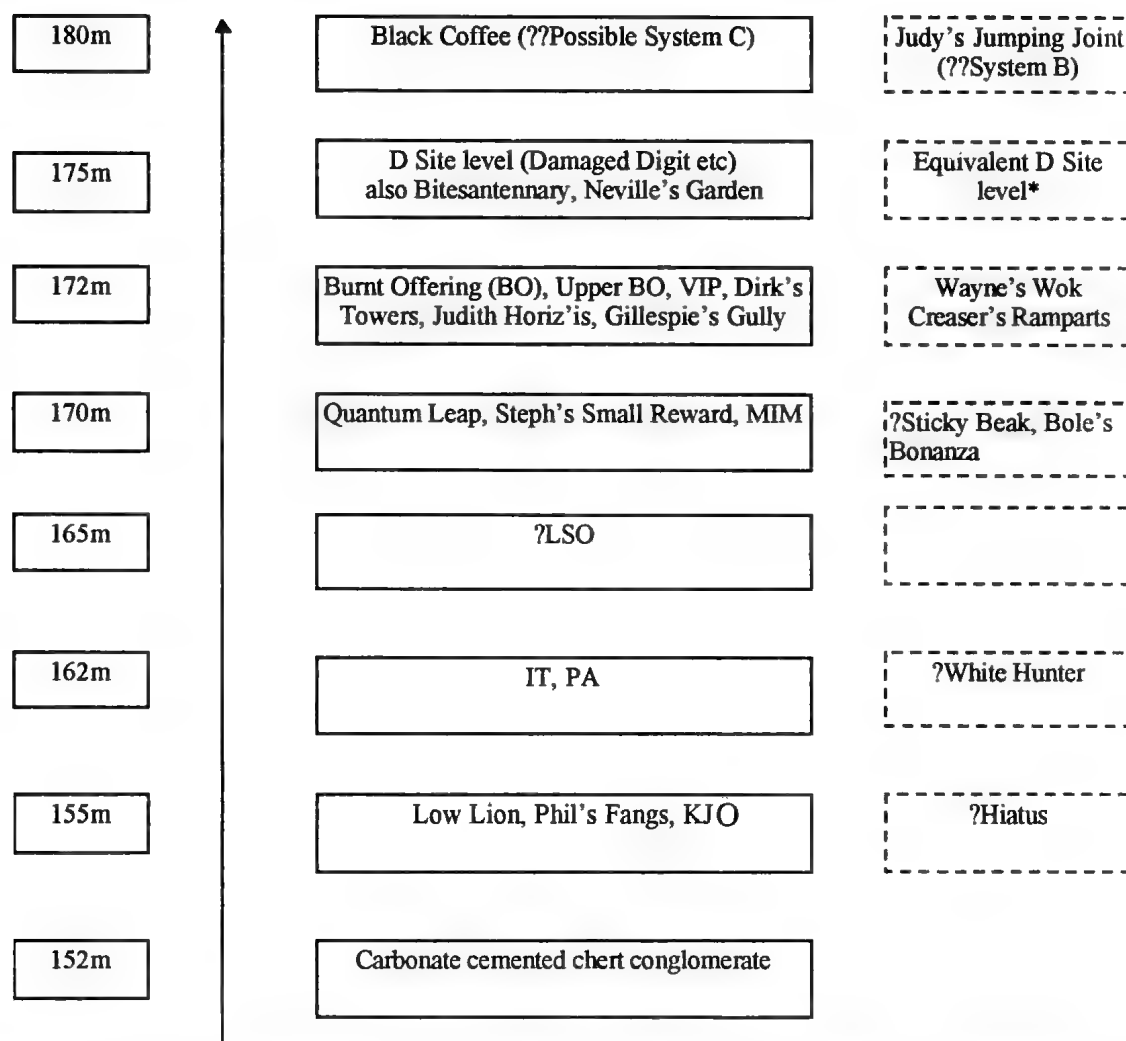 180m
Black Coffee (??Possible System C)
Judy's Jumping Joint
(??System B)
175m
D Site level (Damaged Digit etc)
also Bitesantennary, Neville's Garden
Equivalent D Site
level*
172m
Burnt Offering (BO), Upper BO, VIP, Dirk's
Towers, Judith Horiz'is, Gillespie's Gully
Wayne's Wok
Creaser's Ramparts
170m
Quantum Leap, Steph's Small Reward, MIM
?Sticky Beak, Bole's
Bonanza
165m
?LSO
162m
IT, PA
?White Hunter
155m
Low Lion, Phil's Fangs, KJO
?Hiatus
152m
Carbonate cemented chert conglomerate